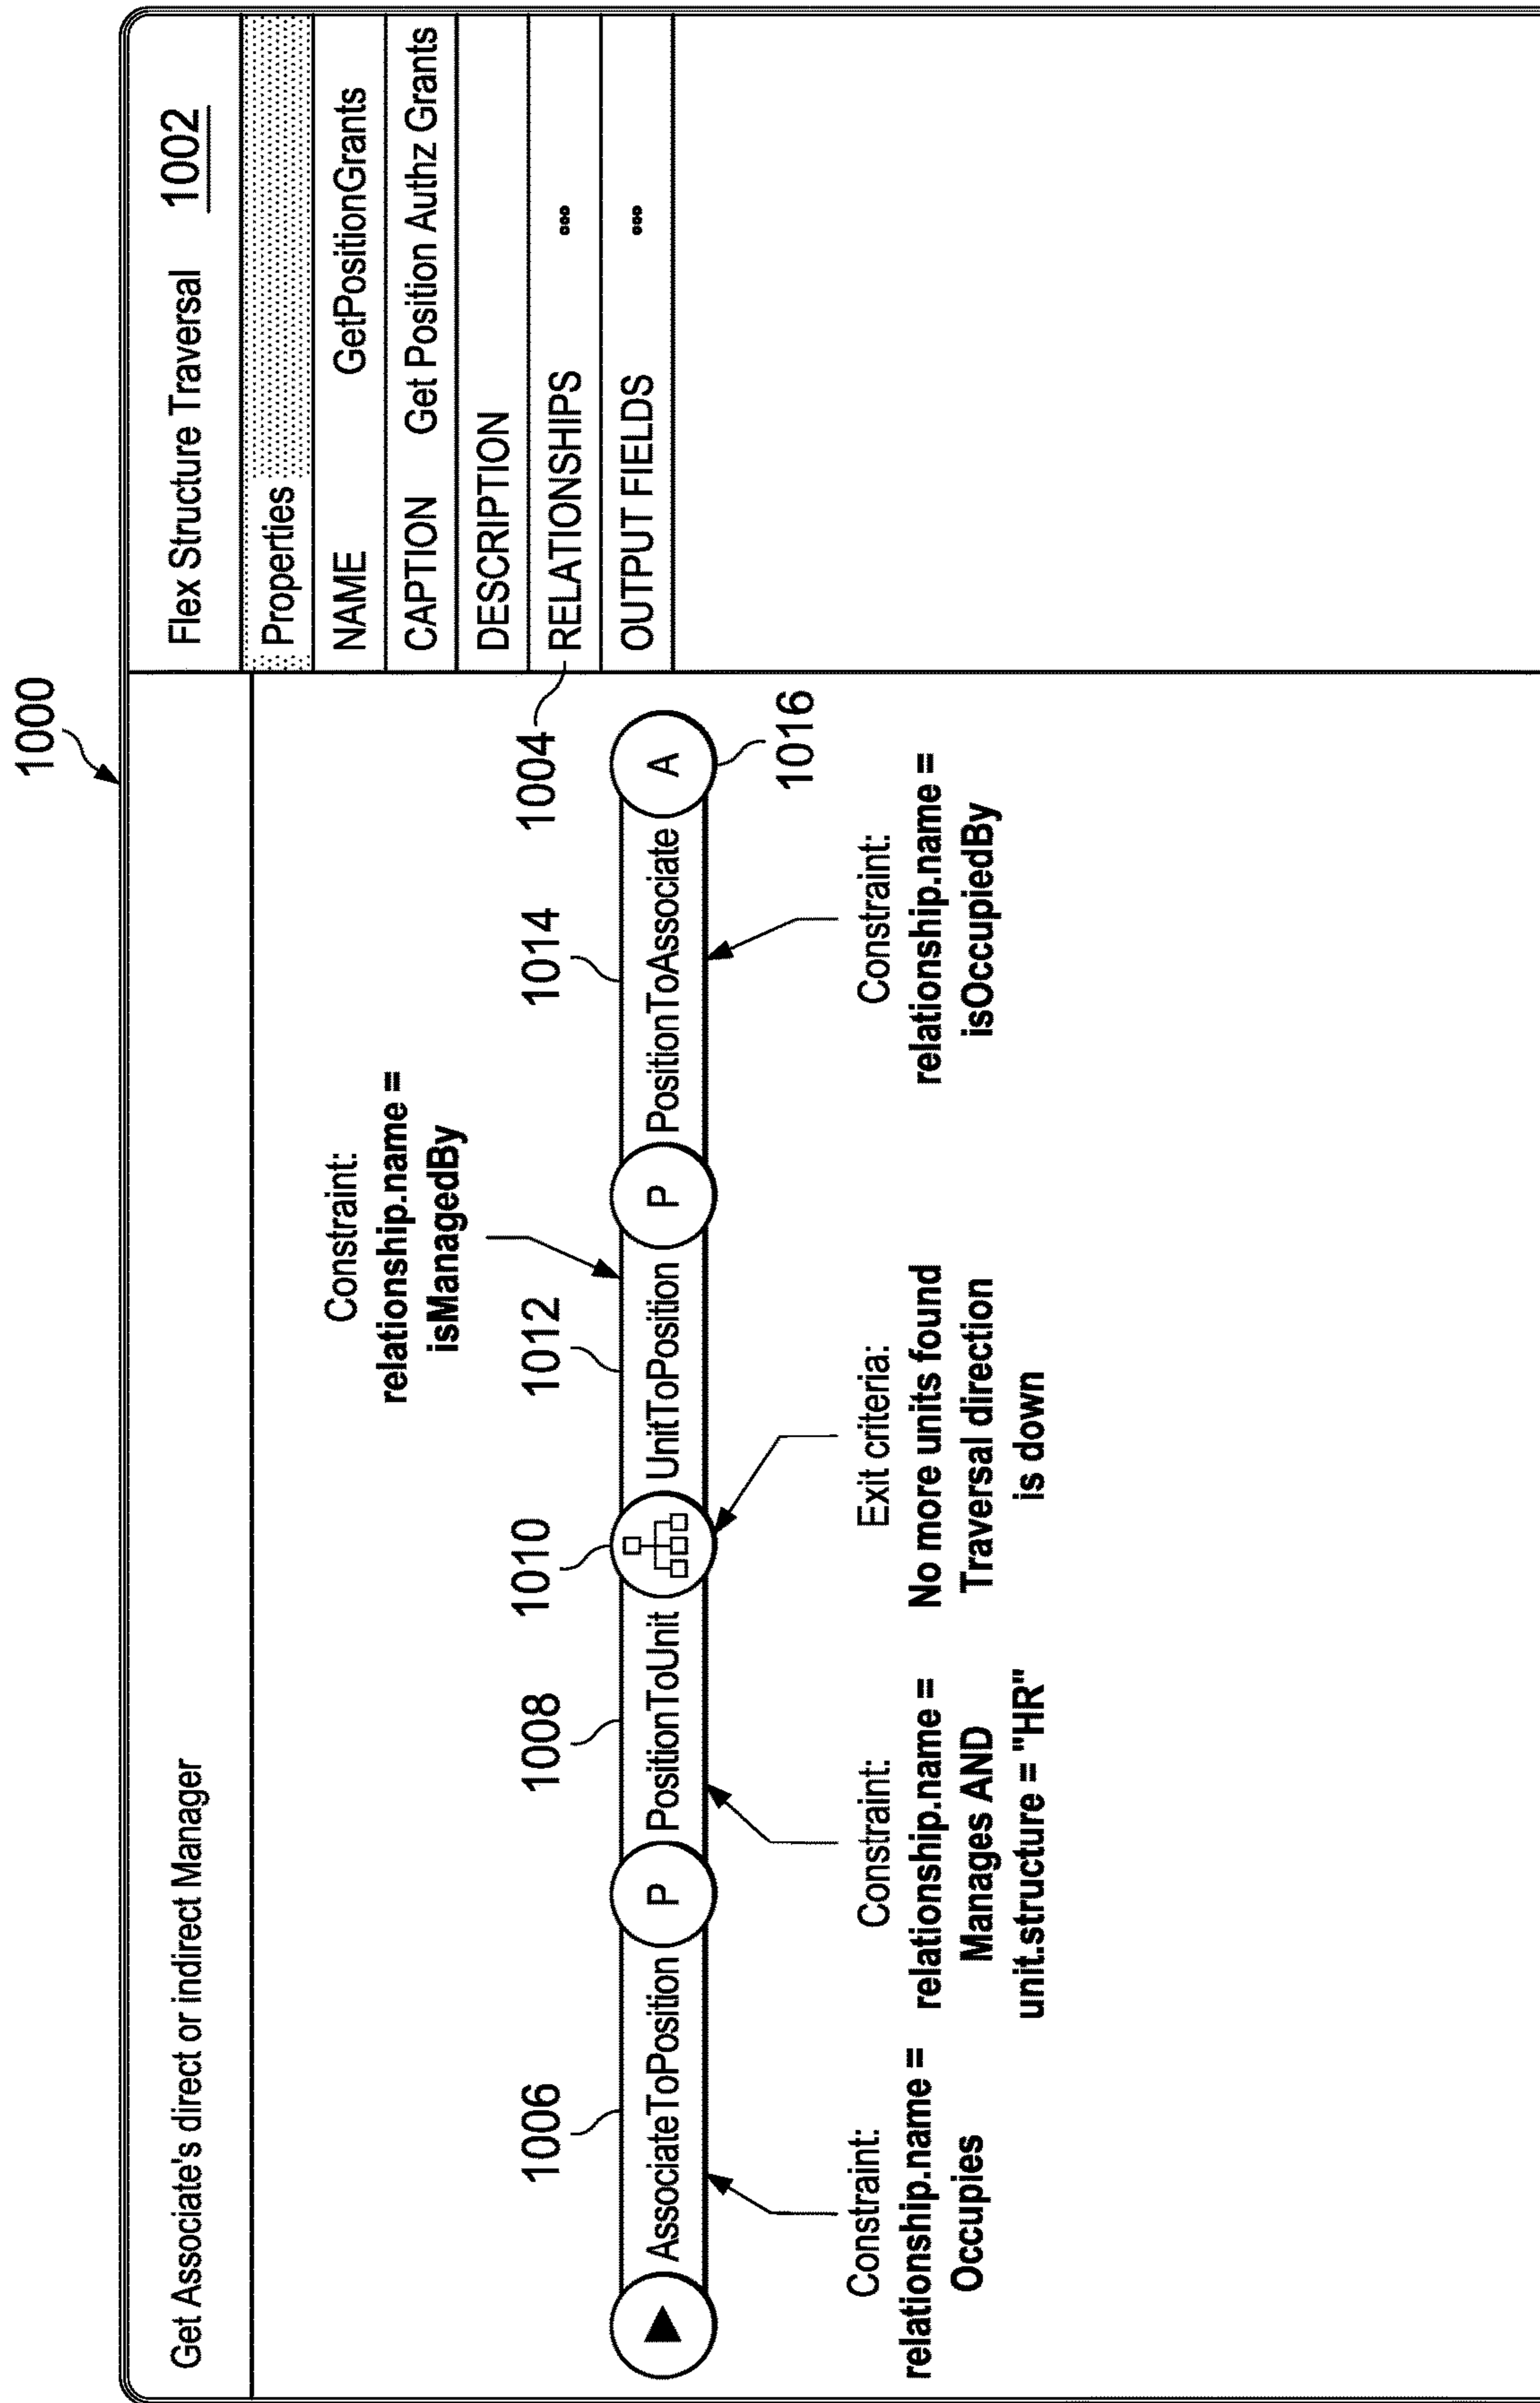 1000
Get Associate's direct or indirect Manager
Flex Structure Traversal 1002
Properties
NAME GetPositionGrants
CAPTION Get Position Authz Grants
DESCRIPTION
RELATIONSHIPS ...
OUTPUT FIELDS ...
1004
Constraint:
relationship.name =
isManagedBy
1006
1008
1010
1012
1014
AssociateToPosition
P
PositionToUnit
UnitToPosition
P
PositionToAssociate
A
1016
Constraint:
relationship.name =
Occupies
Constraint:
relationship.name =
Manages AND
unit.structure = "HR"
Exit criteria:
No more units found
Traversal direction
is down
Constraint:
relationship.name =
isOccupiedBy